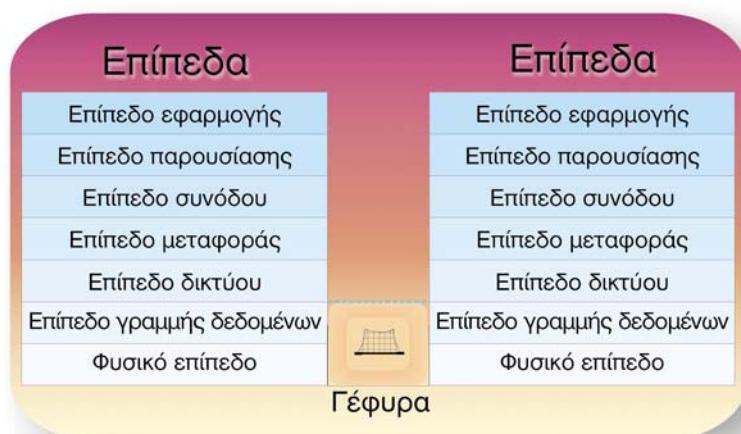 Επίπεδα
Επίπεδο εφαρμογής
Επίπεδο παρουσίασης
Επίπεδο συνόδου
Επίπεδο μεταφοράς
Επίπεδο δικτύου
Επίπεδο γραμμής δεδομένων
Φυσικό επίπεδο
Γέφυρα
Επίπεδα
Επίπεδο εφαρμογής
Επίπεδο παρουσίασης
Επίπεδο συνόδου
Επίπεδο μεταφοράς
Επίπεδο δικτύου
Επίπεδο γραμμής δεδομένων
Φυσικό επίπεδο